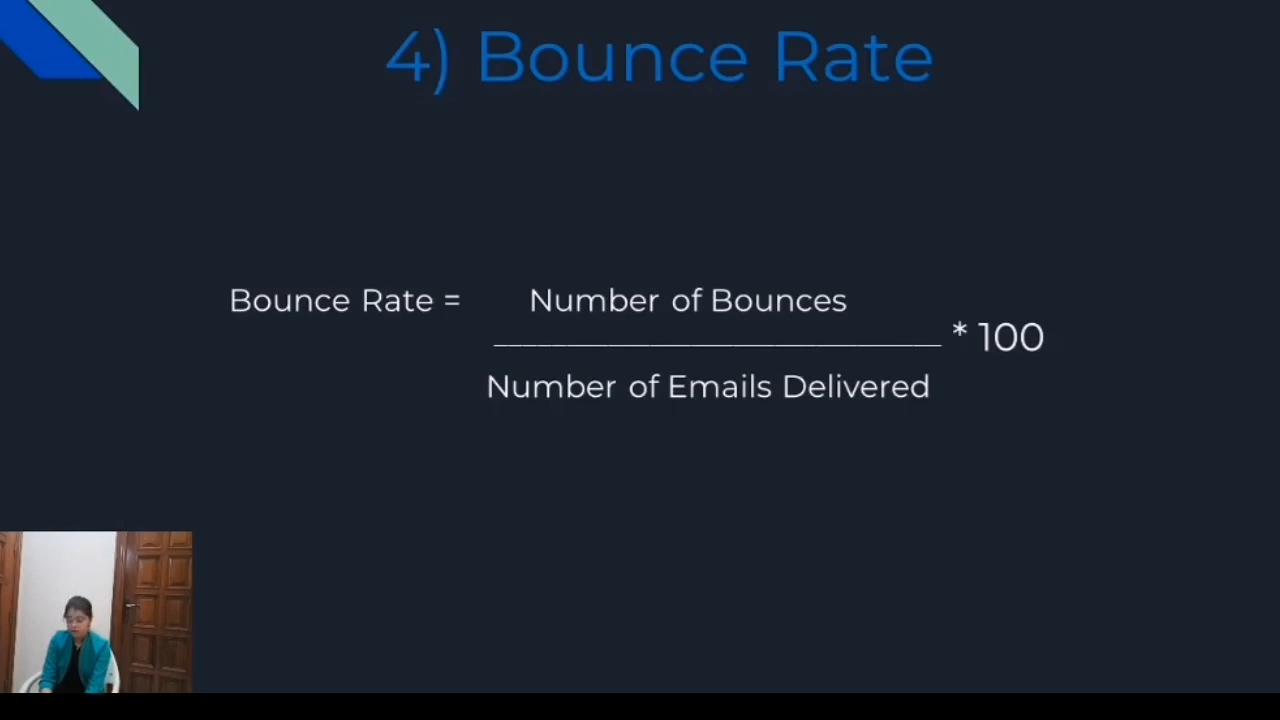 4) Bounce Rate
Bounce Rate = Number of Bounces
* 100
Number of Emails Delivered